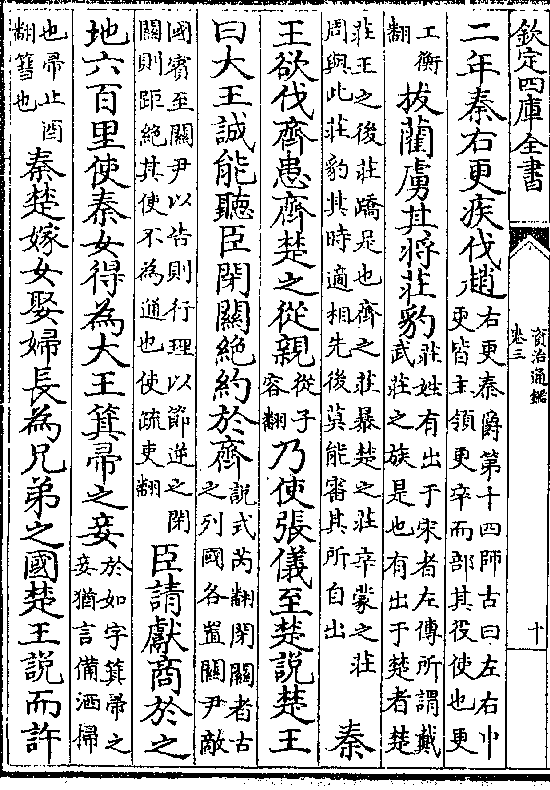 欽定四庫全書
資治通鑑
卷三
十
二年秦右更疾伐趙右更秦爵第十四師古曰左右中
更皆主領更卒而部其役使也更
工衡
翻拔藺虜其將莊豹莊姓有出于宋者左傳所謂戴
武莊之族是也有出于楚者楚
莊王之後莊蹻是也齊之莊暴楚之莊辛蒙之莊
周與此莊豹其時適相先後莫能審其所自出秦
王欲伐齊患齊楚之從親從子
容翻乃使張儀至楚說楚王
曰大王誠能聽臣閉關絶約於齊說式芮翻閉關者古
之列國各置關尹敵
國賓至關尹以告則行理以節逆之閉
關則距絶其使不為通也使疏吏翻臣請獻商於之
地六百里使秦女得為大王箕帚之妾於如字箕帚之
妾猶言備洒掃
也帚止酉
翻篲也秦楚嫁女娶婦長為兄弟之國楚王說而許